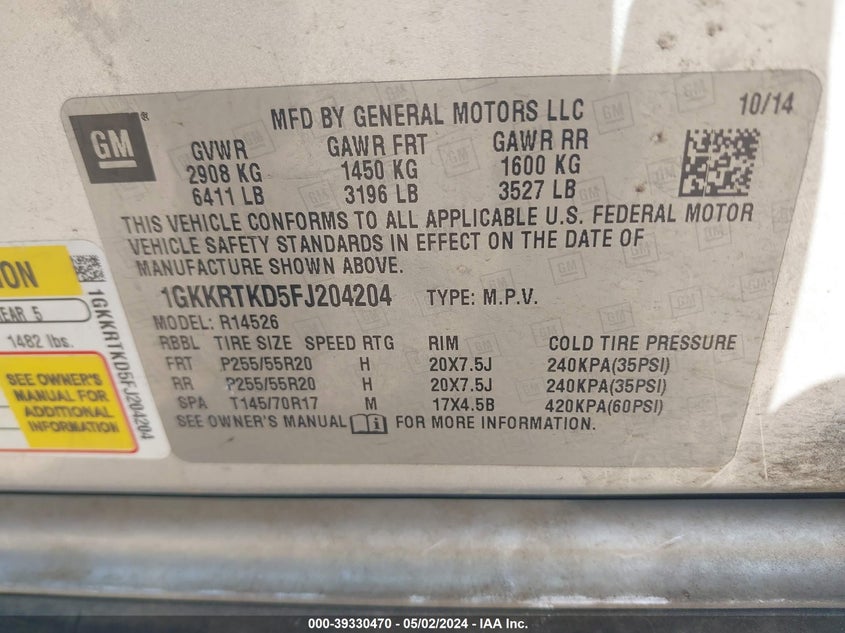 MFD BY GENERAL MOTORS LLC
10/14
GM®
GVWR GAWR FRT GAWR RR
2908 KG 1450 KG 1600 KG
6411 LB 3196 LB 3527 LB
THIS VEHICLE CONFORMS TO ALL APPLICABLE U.S. FEDERAL MOTOR
VEHICLE SAFETY STANDARDS IN EFFECT ON THE DATE OF
MANUFACTURE SHOWN ABOVE.
1GKKRTKD5FJ204204 TYPE: M.P.V.
MODEL: R14526
RBBL TIRE SIZE SPEED RTG RIM COLD TIRE PRESSURE
FRT P255/55R20 H 20X7.5J 240KPA(35PSI)
RR P255/55R20 H 20X7.5J 240KPA(35PSI)
SPA T145/70R17 M 17X4.5B 420KPA(60PSI)
SEE OWNER'S MANUAL FOR MORE INFORMATION.
ION
EAR 5
1482 lbs.
SEE OWNER'S
MANUAL FOR
ADDITIONAL
INFORMATION
1GKKRTKD5FJ204204
000-39330470 - 05/02/2024 - IAA Inc.